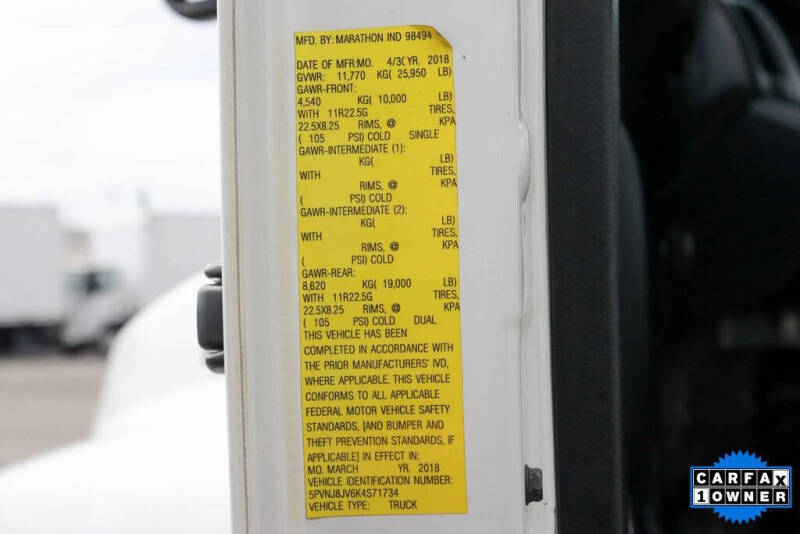 MFD. BY: MARATHON IND 98494
DATE OF MFR:MO. 4/30 YR. 2018
GVWR: 11,770 KG( 25,950 LB)
GAWR-FRONT:
4,540 KG( 10,000 LB)
WITH 11R22.5G TIRES,
22.5X8.25 RIMS, @ KPA
( 105 PSI) COLD SINGLE
GAWR-INTERMEDIATE (1):
KG( LB)
WITH TIRES,
RIMS, @ KPA
( PSI) COLD
GAWR-INTERMEDIATE (2):
KG( LB)
WITH TIRES,
RIMS, @ KPA
( PSI) COLD
GAWR-REAR:
8,620 KG( 19,000 LB)
WITH 11R22.5G TIRES,
22.5X8.25 RIMS, @ KPA
( 105 PSI) COLD DUAL
THIS VEHICLE HAS BEEN
COMPLETED IN ACCORDANCE WITH
THE PRIOR MANUFACTURERS' IVD,
WHERE APPLICABLE. THIS VEHICLE
CONFORMS TO ALL APPLICABLE
FEDERAL MOTOR VEHICLE SAFETY
STANDARDS, [AND BUMPER AND
THEFT PREVENTION STANDARDS, IF
APPLICABLE] IN EFFECT IN:
MO. MARCH YR. 2018
VEHICLE IDENTIFICATION NUMBER:
5PVNJ8JV6K4S71734
VEHICLE TYPE: TRUCK
CARFAX
1 OWNER